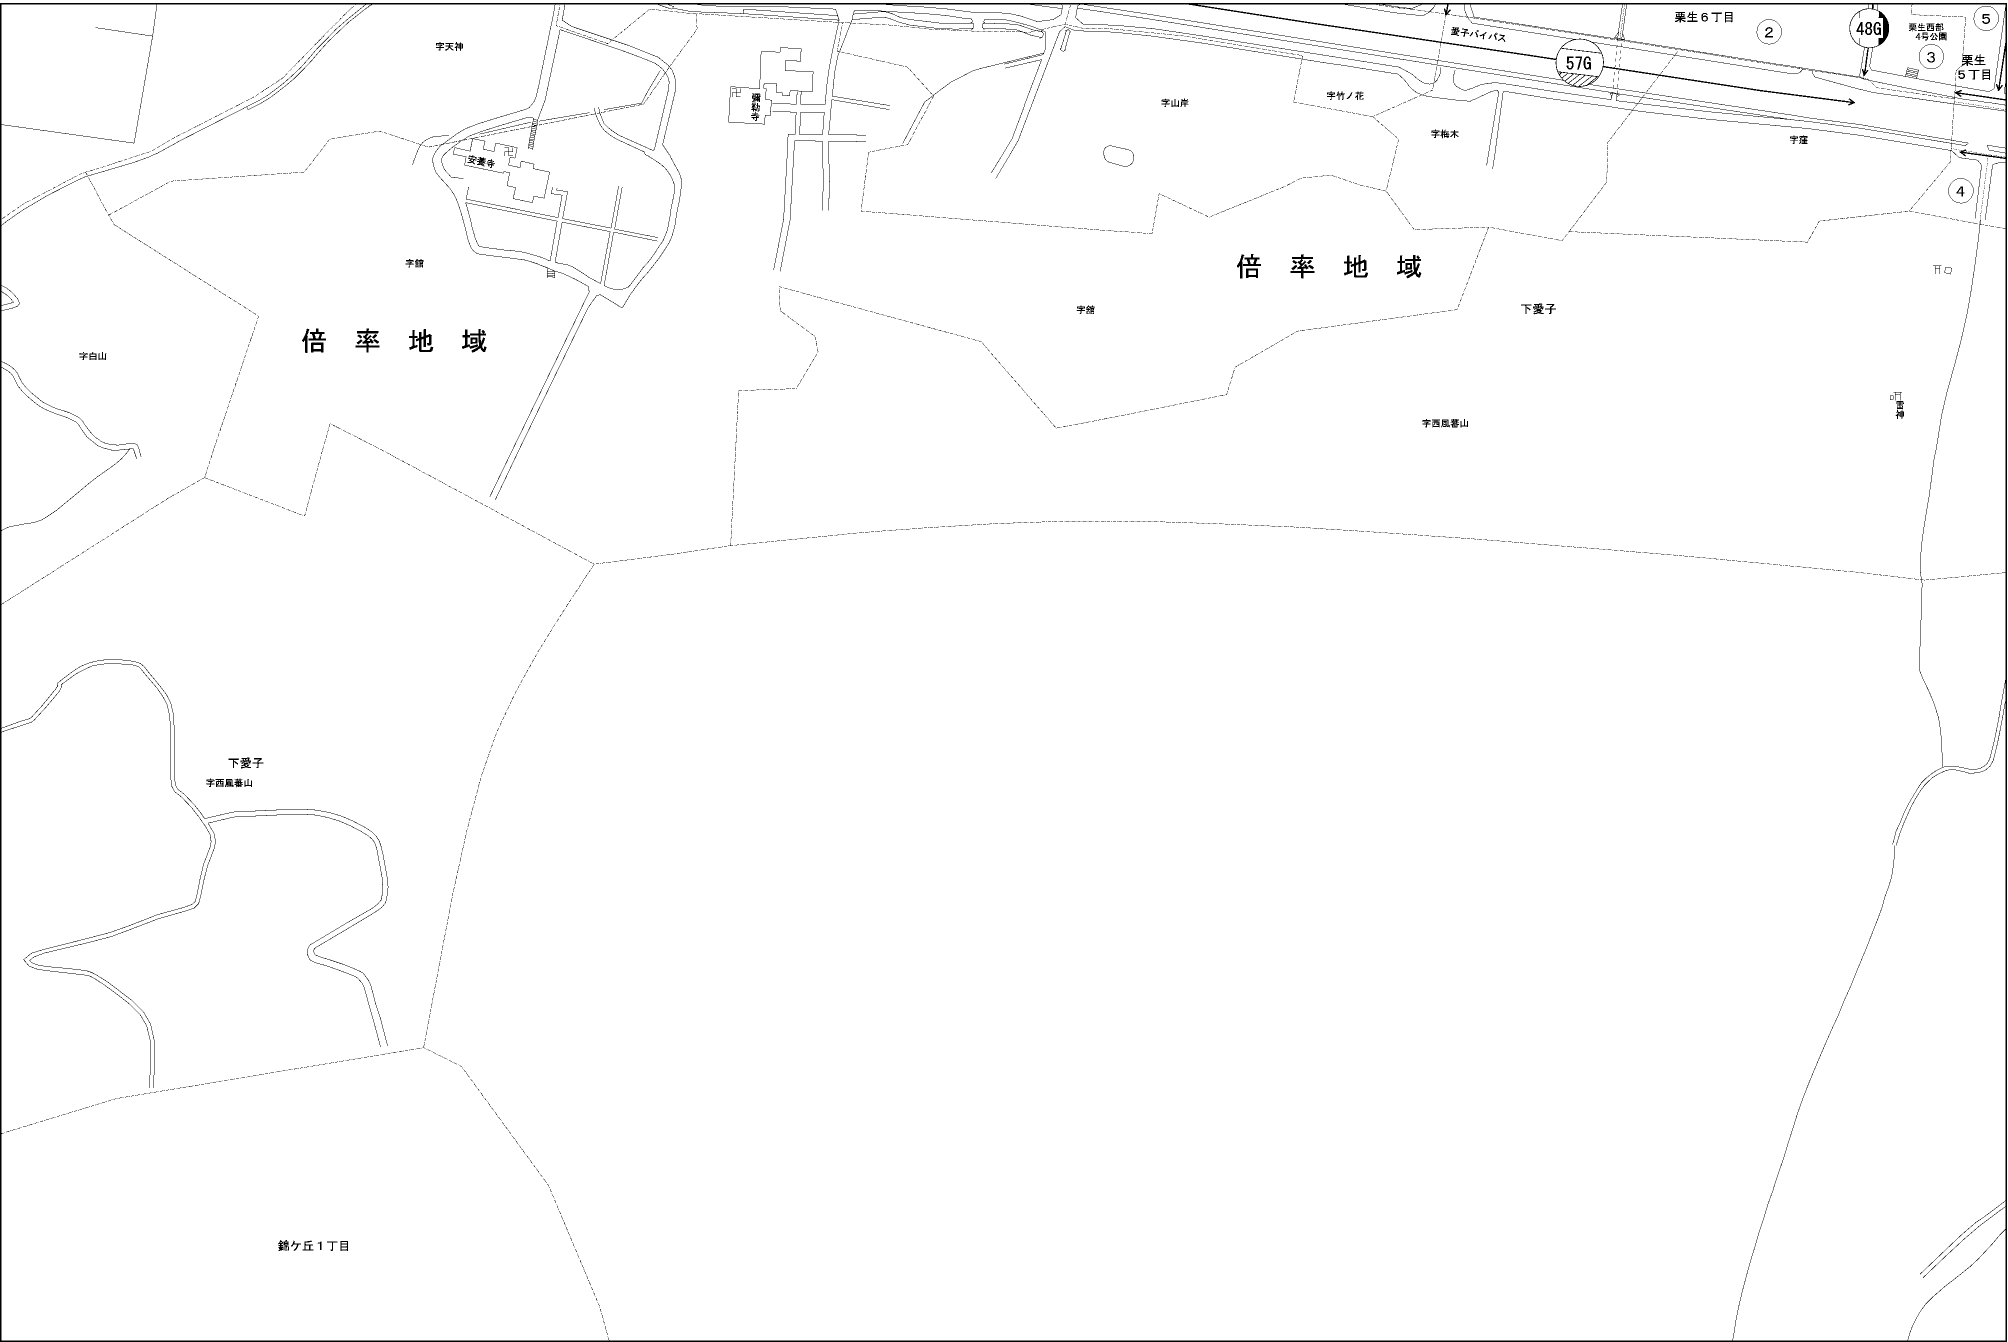 栗生６丁目
②
48G
栗生西部
4号公園
③
⑤
栗生
５丁目
愛子バイパス
57G
字天神
彌勒寺
字山岸
字竹ノ花
字梅木
字窪
安養寺
④
字館
倍率地域
字舘
下愛子
倍率地域
字白山
雷神
字西風蕃山
下愛子
字西風蕃山
錦ケ丘１丁目